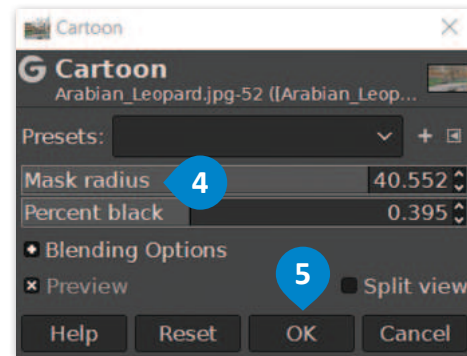 Cartoon
G Cartoon
Arabian_Leopard.jpg-52 ([Arabian_Leop...
Presets:
Mask radius 4 40.552
Percent black 0.395
Blending Options
Preview 5 Split view
Help Reset OK Cancel